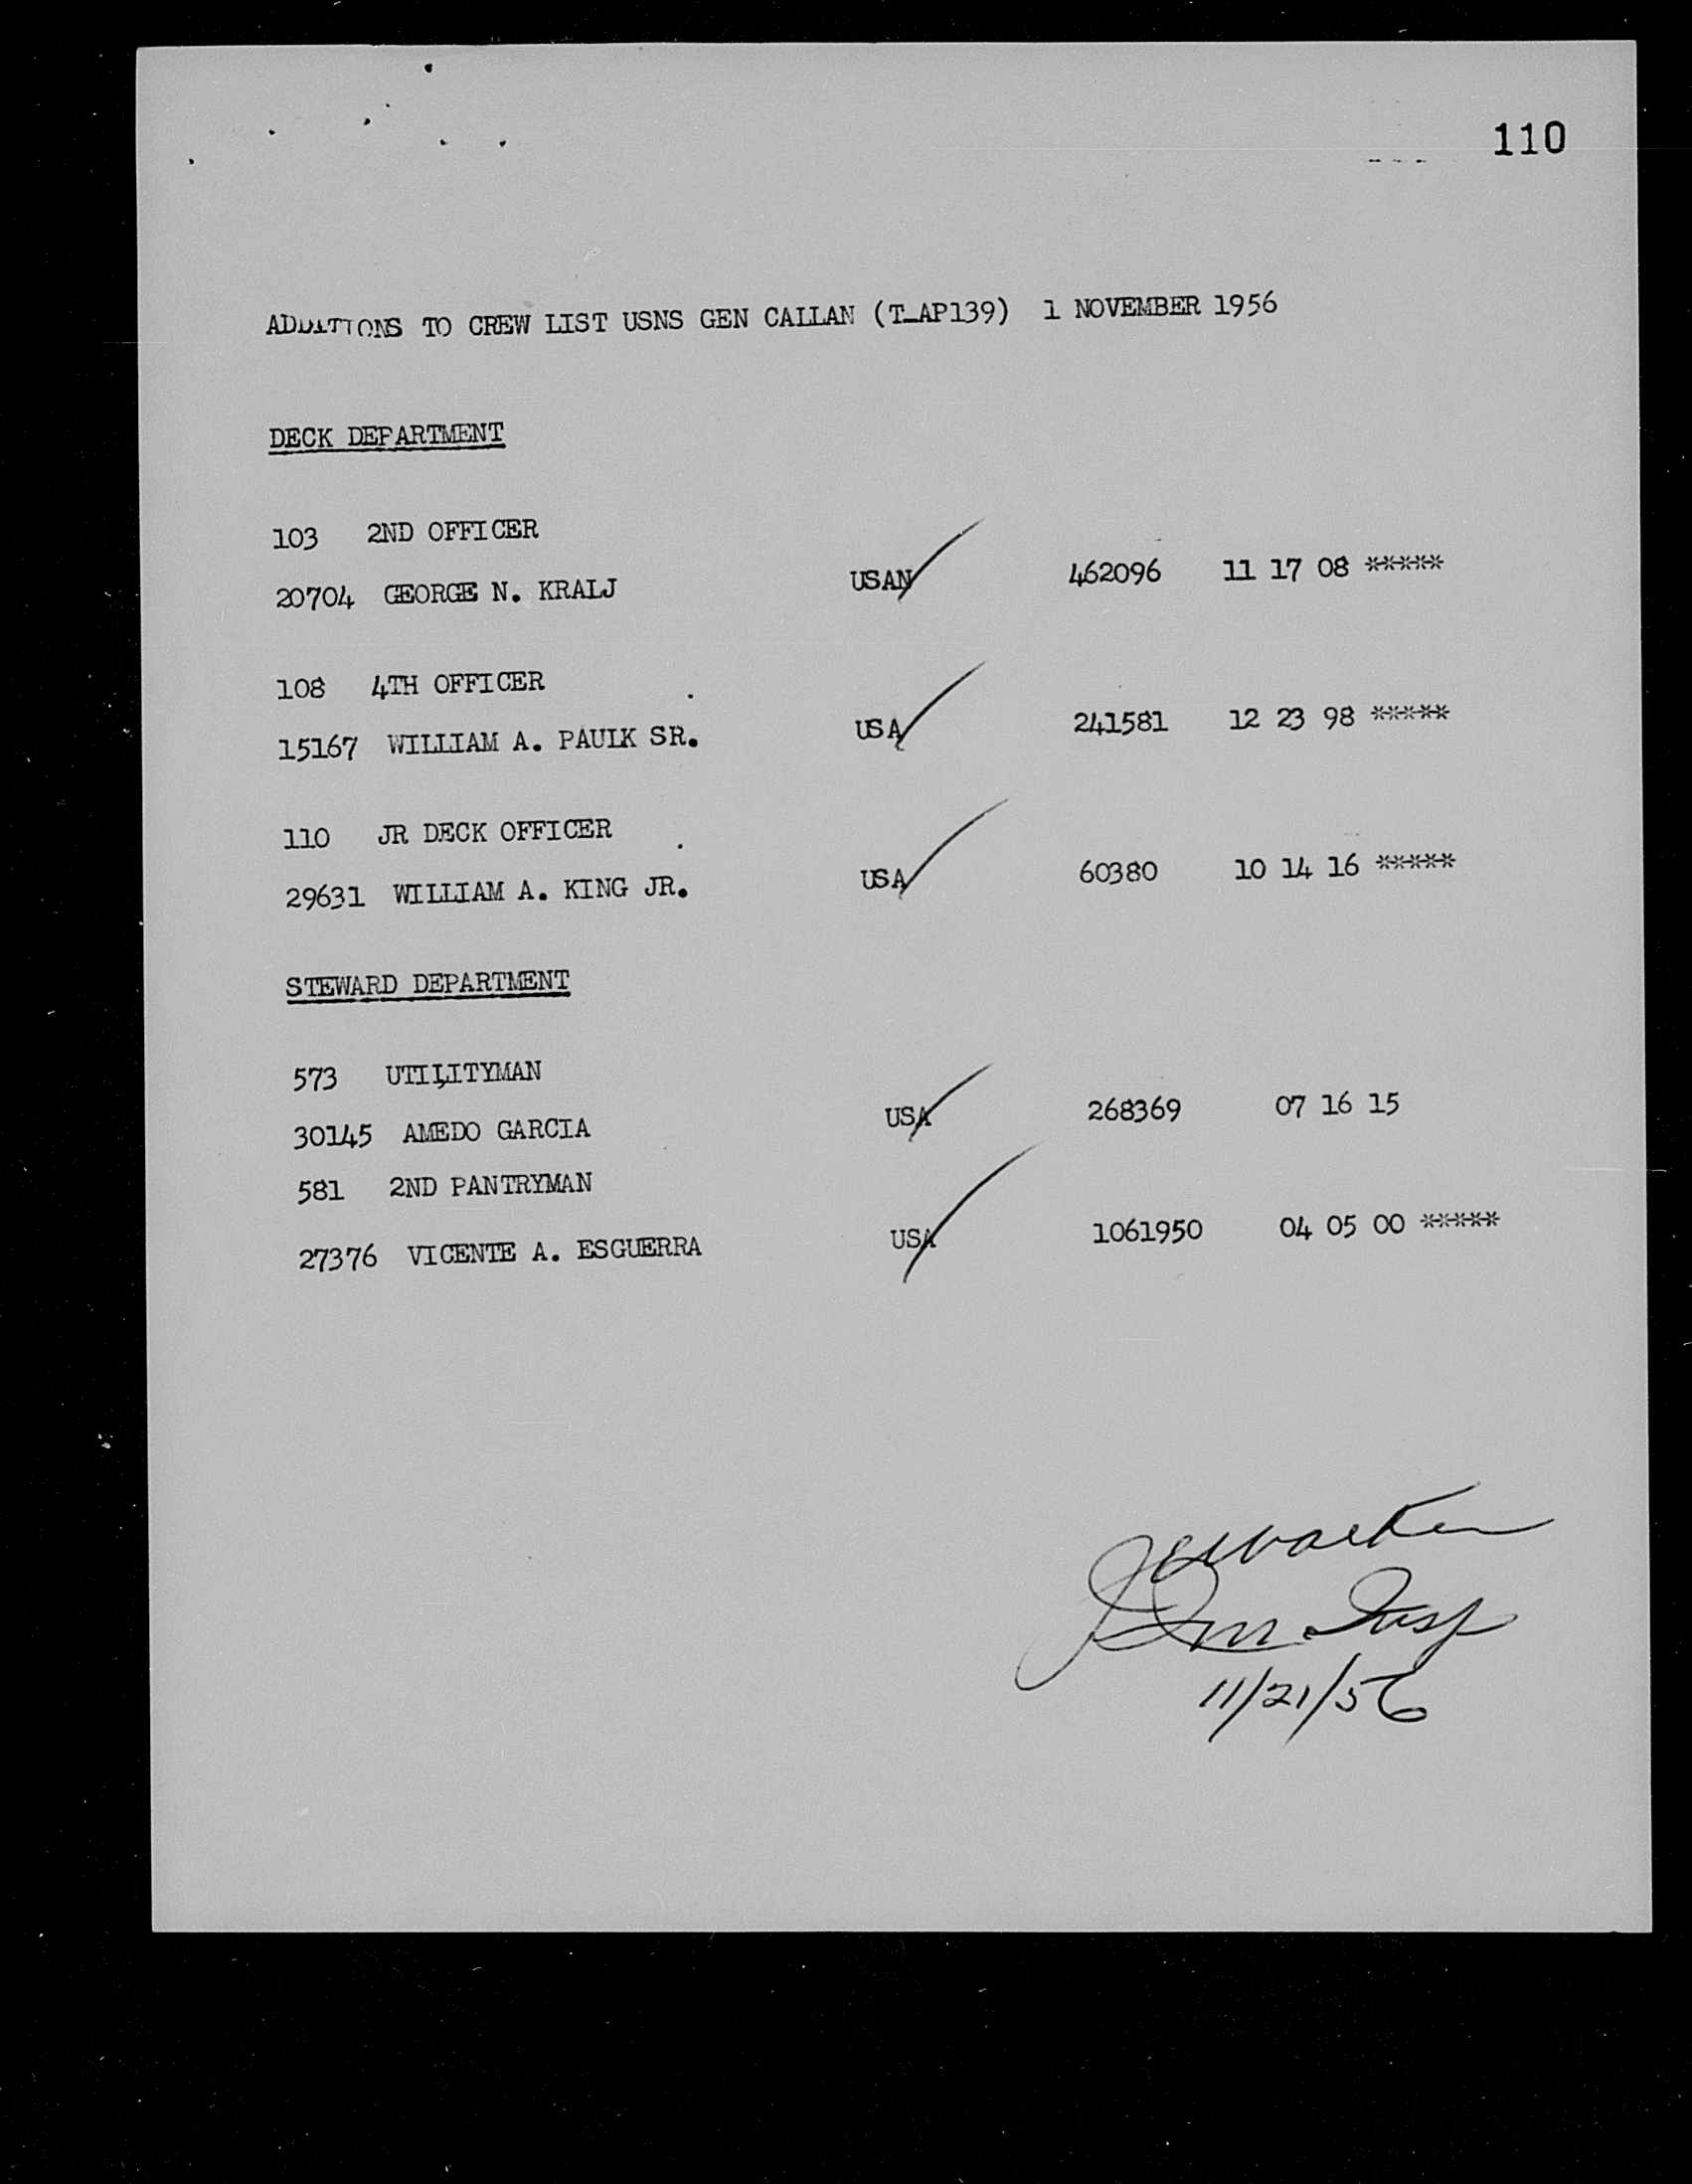 110
ADDITIONS TO CREW LIST USNS GEN CALLAN (T_AP139) 1 NOVEMBER 1956
DECK DEPARTMENT
103 2ND OFFICER
20704 GEORGE N. KRALJ USAN 462096 11 17 08 *****
108 4TH OFFICER
15167 WILLIAM A. PAULK SR. USA 241581 12 23 98 *****
110 JR DECK OFFICER
29631 WILLIAM A. KING JR. USA 60380 10 14 16 *****
STEWARD DEPARTMENT
573 UTILITYMAN
30145 AMEDO GARCIA USA 268369 07 16 15
581 2ND PANTRYMAN
27376 VICENTE A. ESGUERRA USA 1061950 04 05 00 *****
Imm. Insp
11/21/56